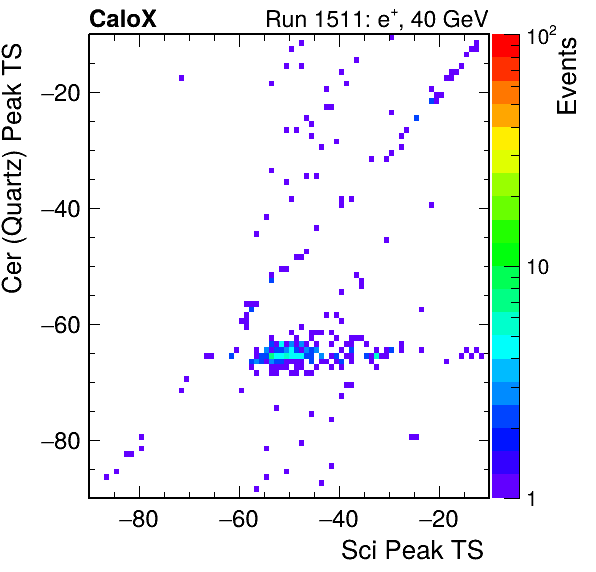 CaloX Run 1511: e⁺, 40 GeV
Cer (Quartz) Peak TS
−20
−40
−60
−80
−80 −60 −40 −20
Sci Peak TS
10²
10
1
Events